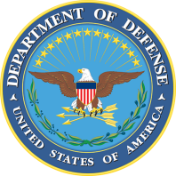 DEPARTMENT OF DEFENSE
UNITED STATES OF AMERICA